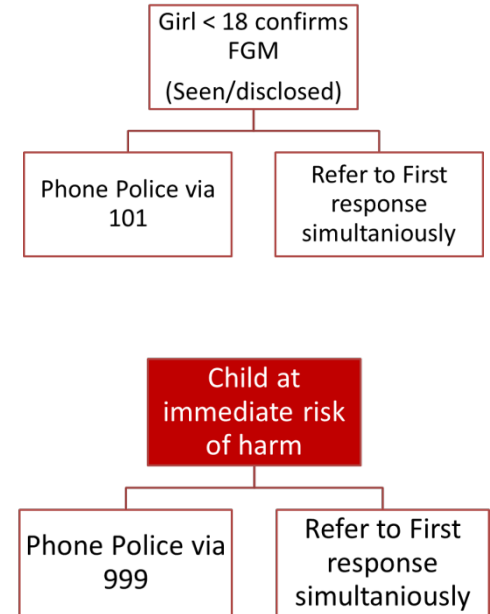 Girl < 18 confirms
FGM
(Seen/disclosed)
Phone Police via
101
Refer to First
response
simultaniously
Child at
immediate risk
of harm
Phone Police via
999
Refer to First
response
simultaniously